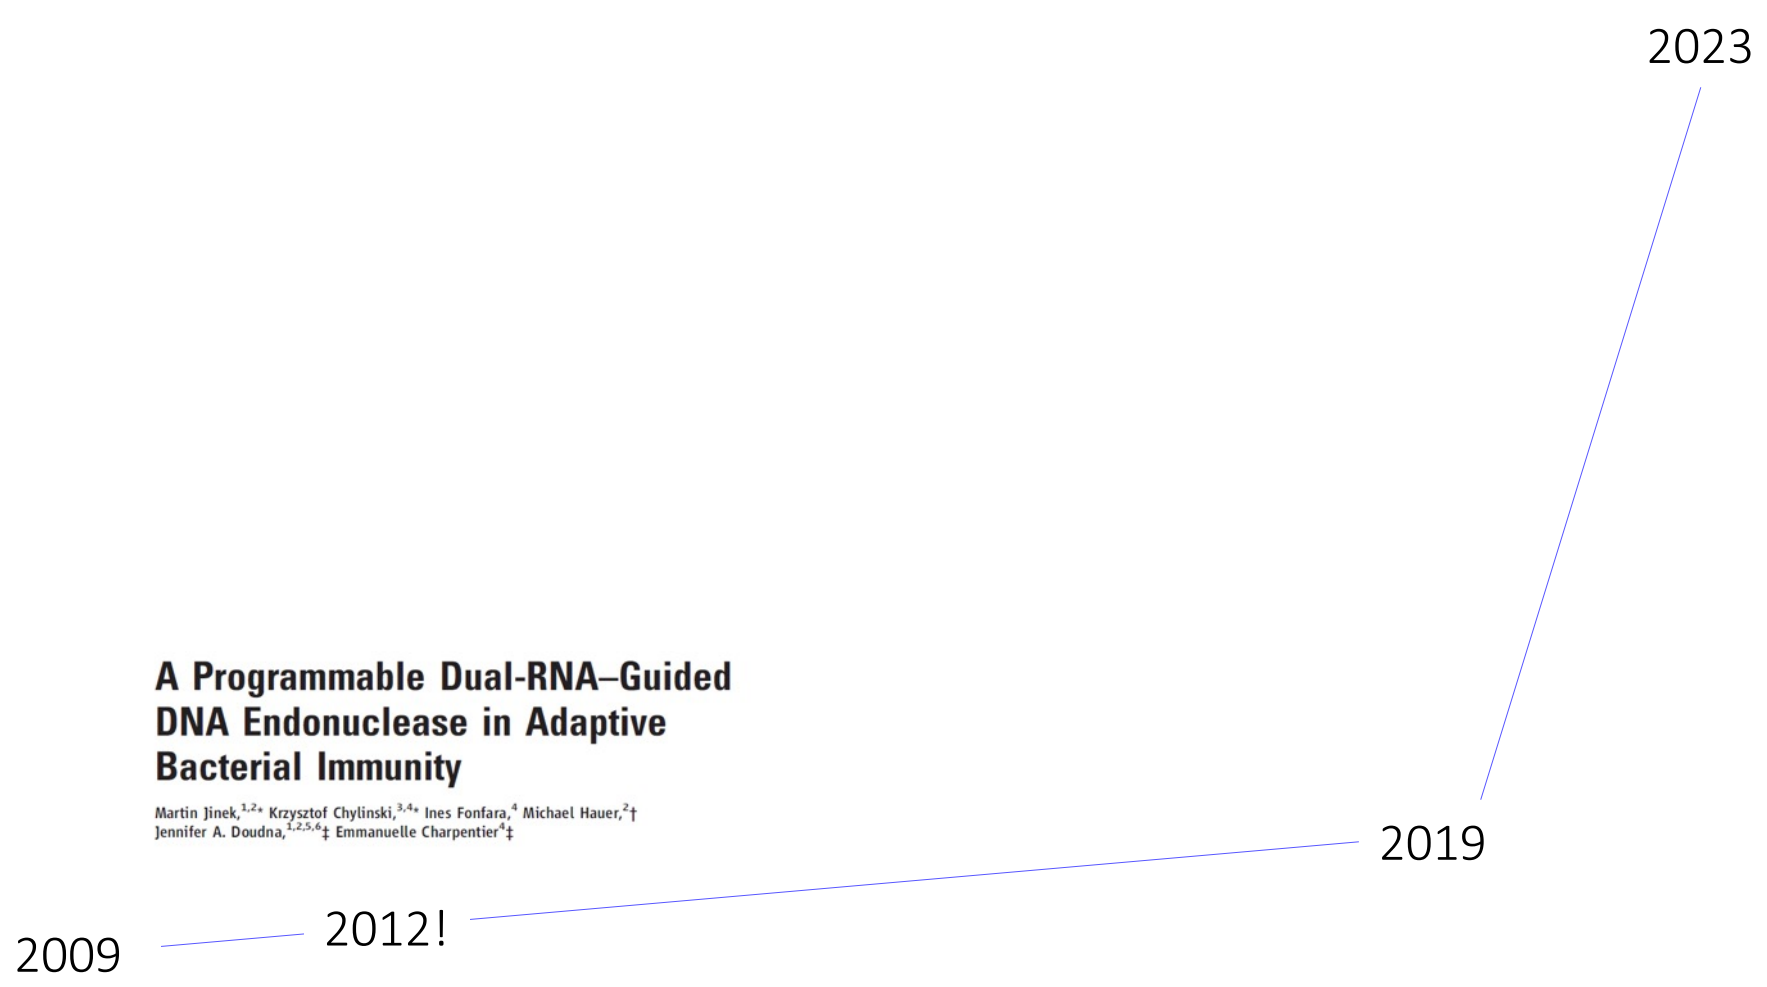 2023
A Programmable Dual-RNA–Guided
DNA Endonuclease in Adaptive
Bacterial Immunity
Martin Jinek,1,2* Krzysztof Chylinski,3,4* Ines Fonfara,4 Michael Hauer,2†
Jennifer A. Doudna,1,2,5,6‡ Emmanuelle Charpentier4‡
2019
2012!
2009